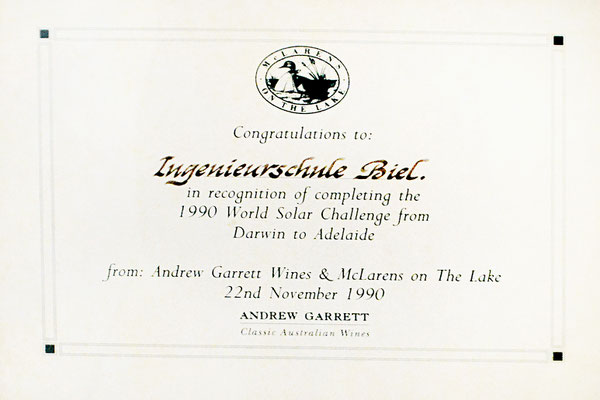 McLARENS
ON THE LAKE
Congratulations to:
Ingenieurschule Biel.
in recognition of completing the
1990 World Solar Challenge from
Darwin to Adelaide
from: Andrew Garrett Wines & McLarens on The Lake
22nd November 1990
ANDREW GARRETT
Classic Australian Wines